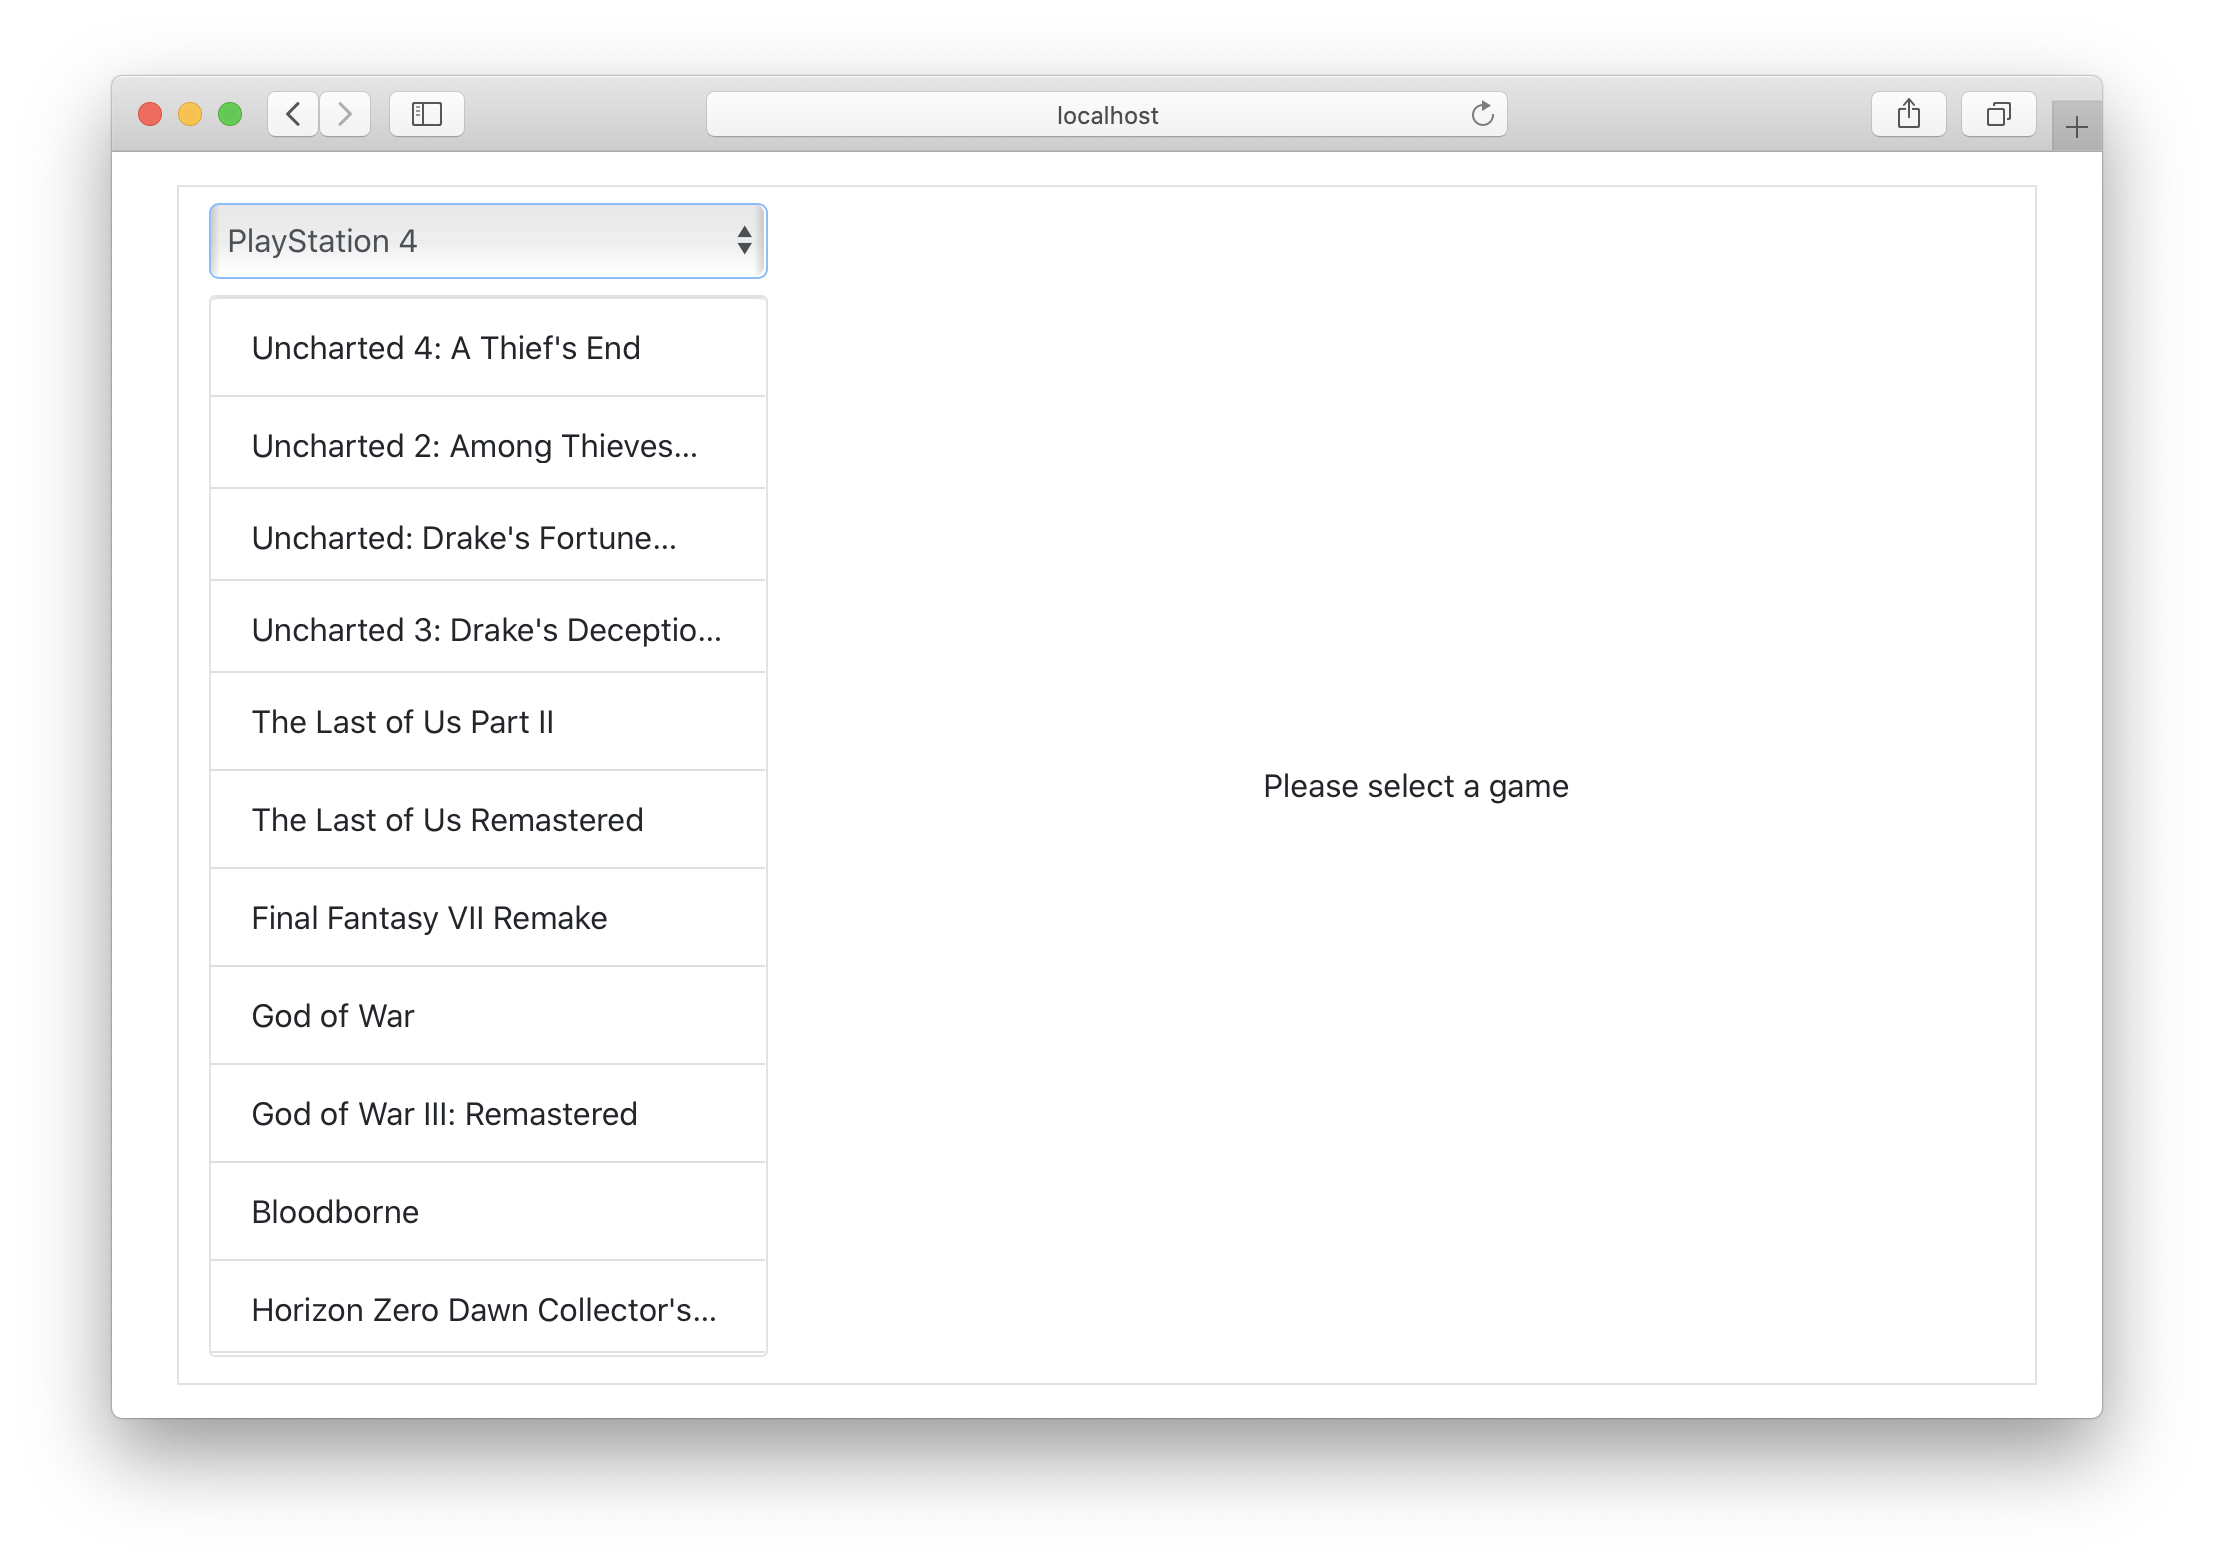 localhost
PlayStation 4
Uncharted 4: A Thief's End
Uncharted 2: Among Thieves...
Uncharted: Drake's Fortune...
Uncharted 3: Drake's Deceptio...
The Last of Us Part II
The Last of Us Remastered
Please select a game
Final Fantasy VII Remake
God of War
God of War III: Remastered
Bloodborne
Horizon Zero Dawn Collector's...